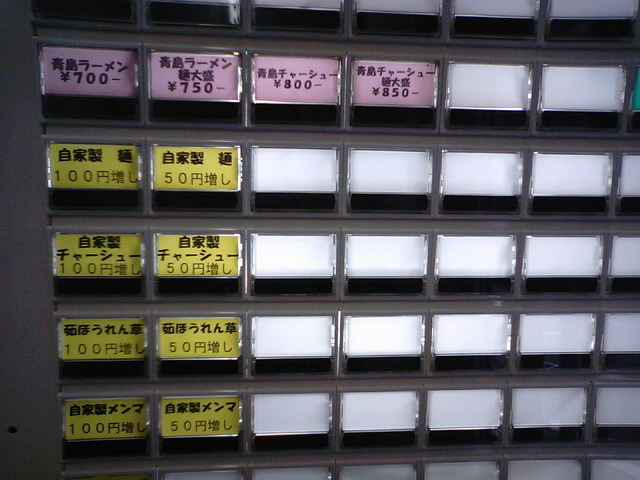 青島ラーメン
¥700-
青島ラーメン
麺大盛
¥750-
青島チャーシュー
¥800-
青島チャーシュー
麺大盛
¥850-
自家製 麺
100円増し
自家製 麺
50円増し
自家製
チャーシュー
100円増し
自家製
チャーシュー
50円増し
茹ほうれん草
100円増し
茹ほうれん草
50円増し
自家製メンマ
100円増し
自家製メンマ
50円増し